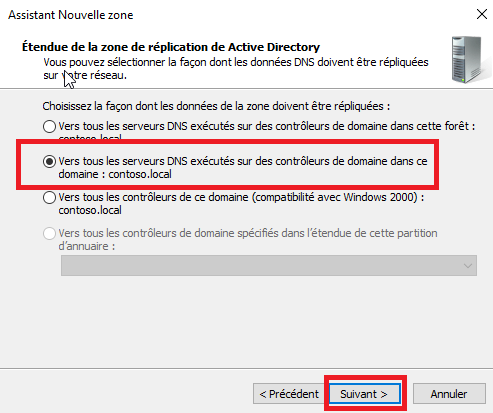 Assistant Nouvelle zone
Étendue de la zone de réplication de Active Directory
Vous pouvez sélectionner la façon dont les données DNS doivent être répliquées
sur votre réseau.
Choisissez la façon dont les données de la zone doivent être répliquées :
Vers tous les serveurs DNS exécutés sur des contrôleurs de domaine dans cette forêt :
contoso.local
Vers tous les serveurs DNS exécutés sur des contrôleurs de domaine dans ce
domaine : contoso.local
Vers tous les contrôleurs de ce domaine (compatibilité avec Windows 2000) :
contoso.local
Vers tous les contrôleurs de domaine spécifiés dans l'étendue de cette partition
d'annuaire :
< Précédent Suivant > Annuler